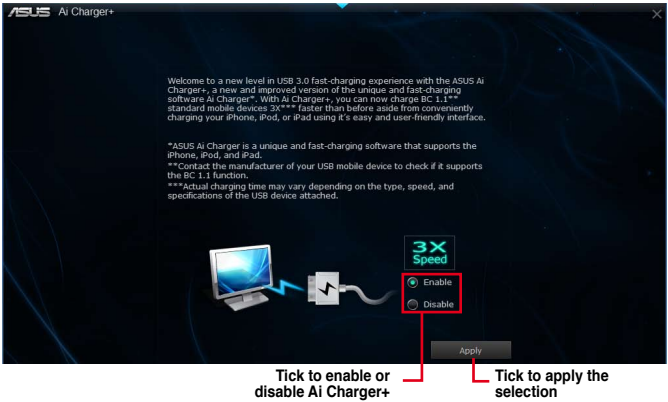 ASUS Ai Charger+
Welcome to a new level in USB 3.0 fast-charging experience with the ASUS Ai
Charger+, a new and improved version of the unique and fast-charging
software Ai Charger*. With Ai Charger+, you can now charge BC 1.1**
standard mobile devices 3X*** faster than before aside from conveniently
charging your iPhone, iPod, or iPad using it's easy and user-friendly interface.
*ASUS Ai Charger is a unique and fast-charging software that supports the
iPhone, iPod, and iPad.
**Contact the manufacturer of your USB mobile device to check if it supports
the BC 1.1 function.
***Actual charging time may vary depending on the type, speed, and
specifications of the USB device attached.
3X
Speed
Enable
Disable
Apply
Tick to enable or
disable Ai Charger+
Tick to apply the
selection